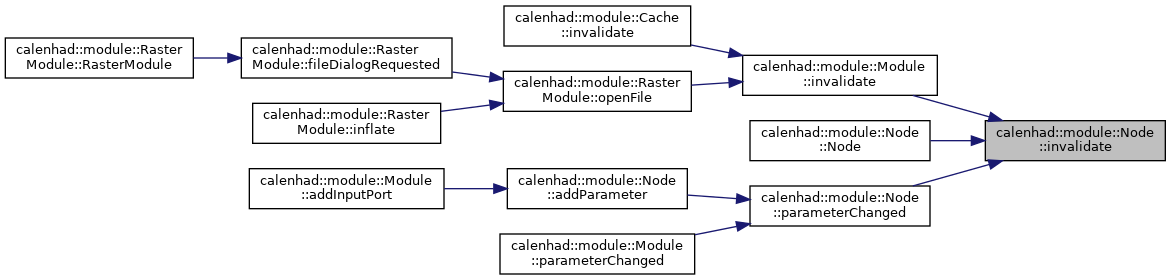 calenhad::module::Cache
::invalidate
calenhad::module::Raster
Module::RasterModule
calenhad::module::Raster
Module::fileDialogRequested
calenhad::module::Raster
Module::openFile
calenhad::module::Module
::invalidate
calenhad::module::Raster
Module::inflate
calenhad::module::Node
::Node
calenhad::module::Node
::invalidate
calenhad::module::Module
::addInputPort
calenhad::module::Node
::addParameter
calenhad::module::Node
::parameterChanged
calenhad::module::Module
::parameterChanged